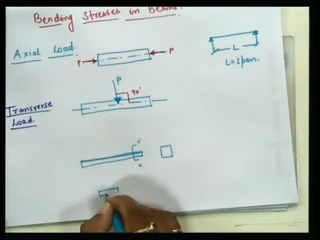 Bending Stresses in Beams.
Axial Load.
P P
L
L=span.
P
90°
Transverse
Load.